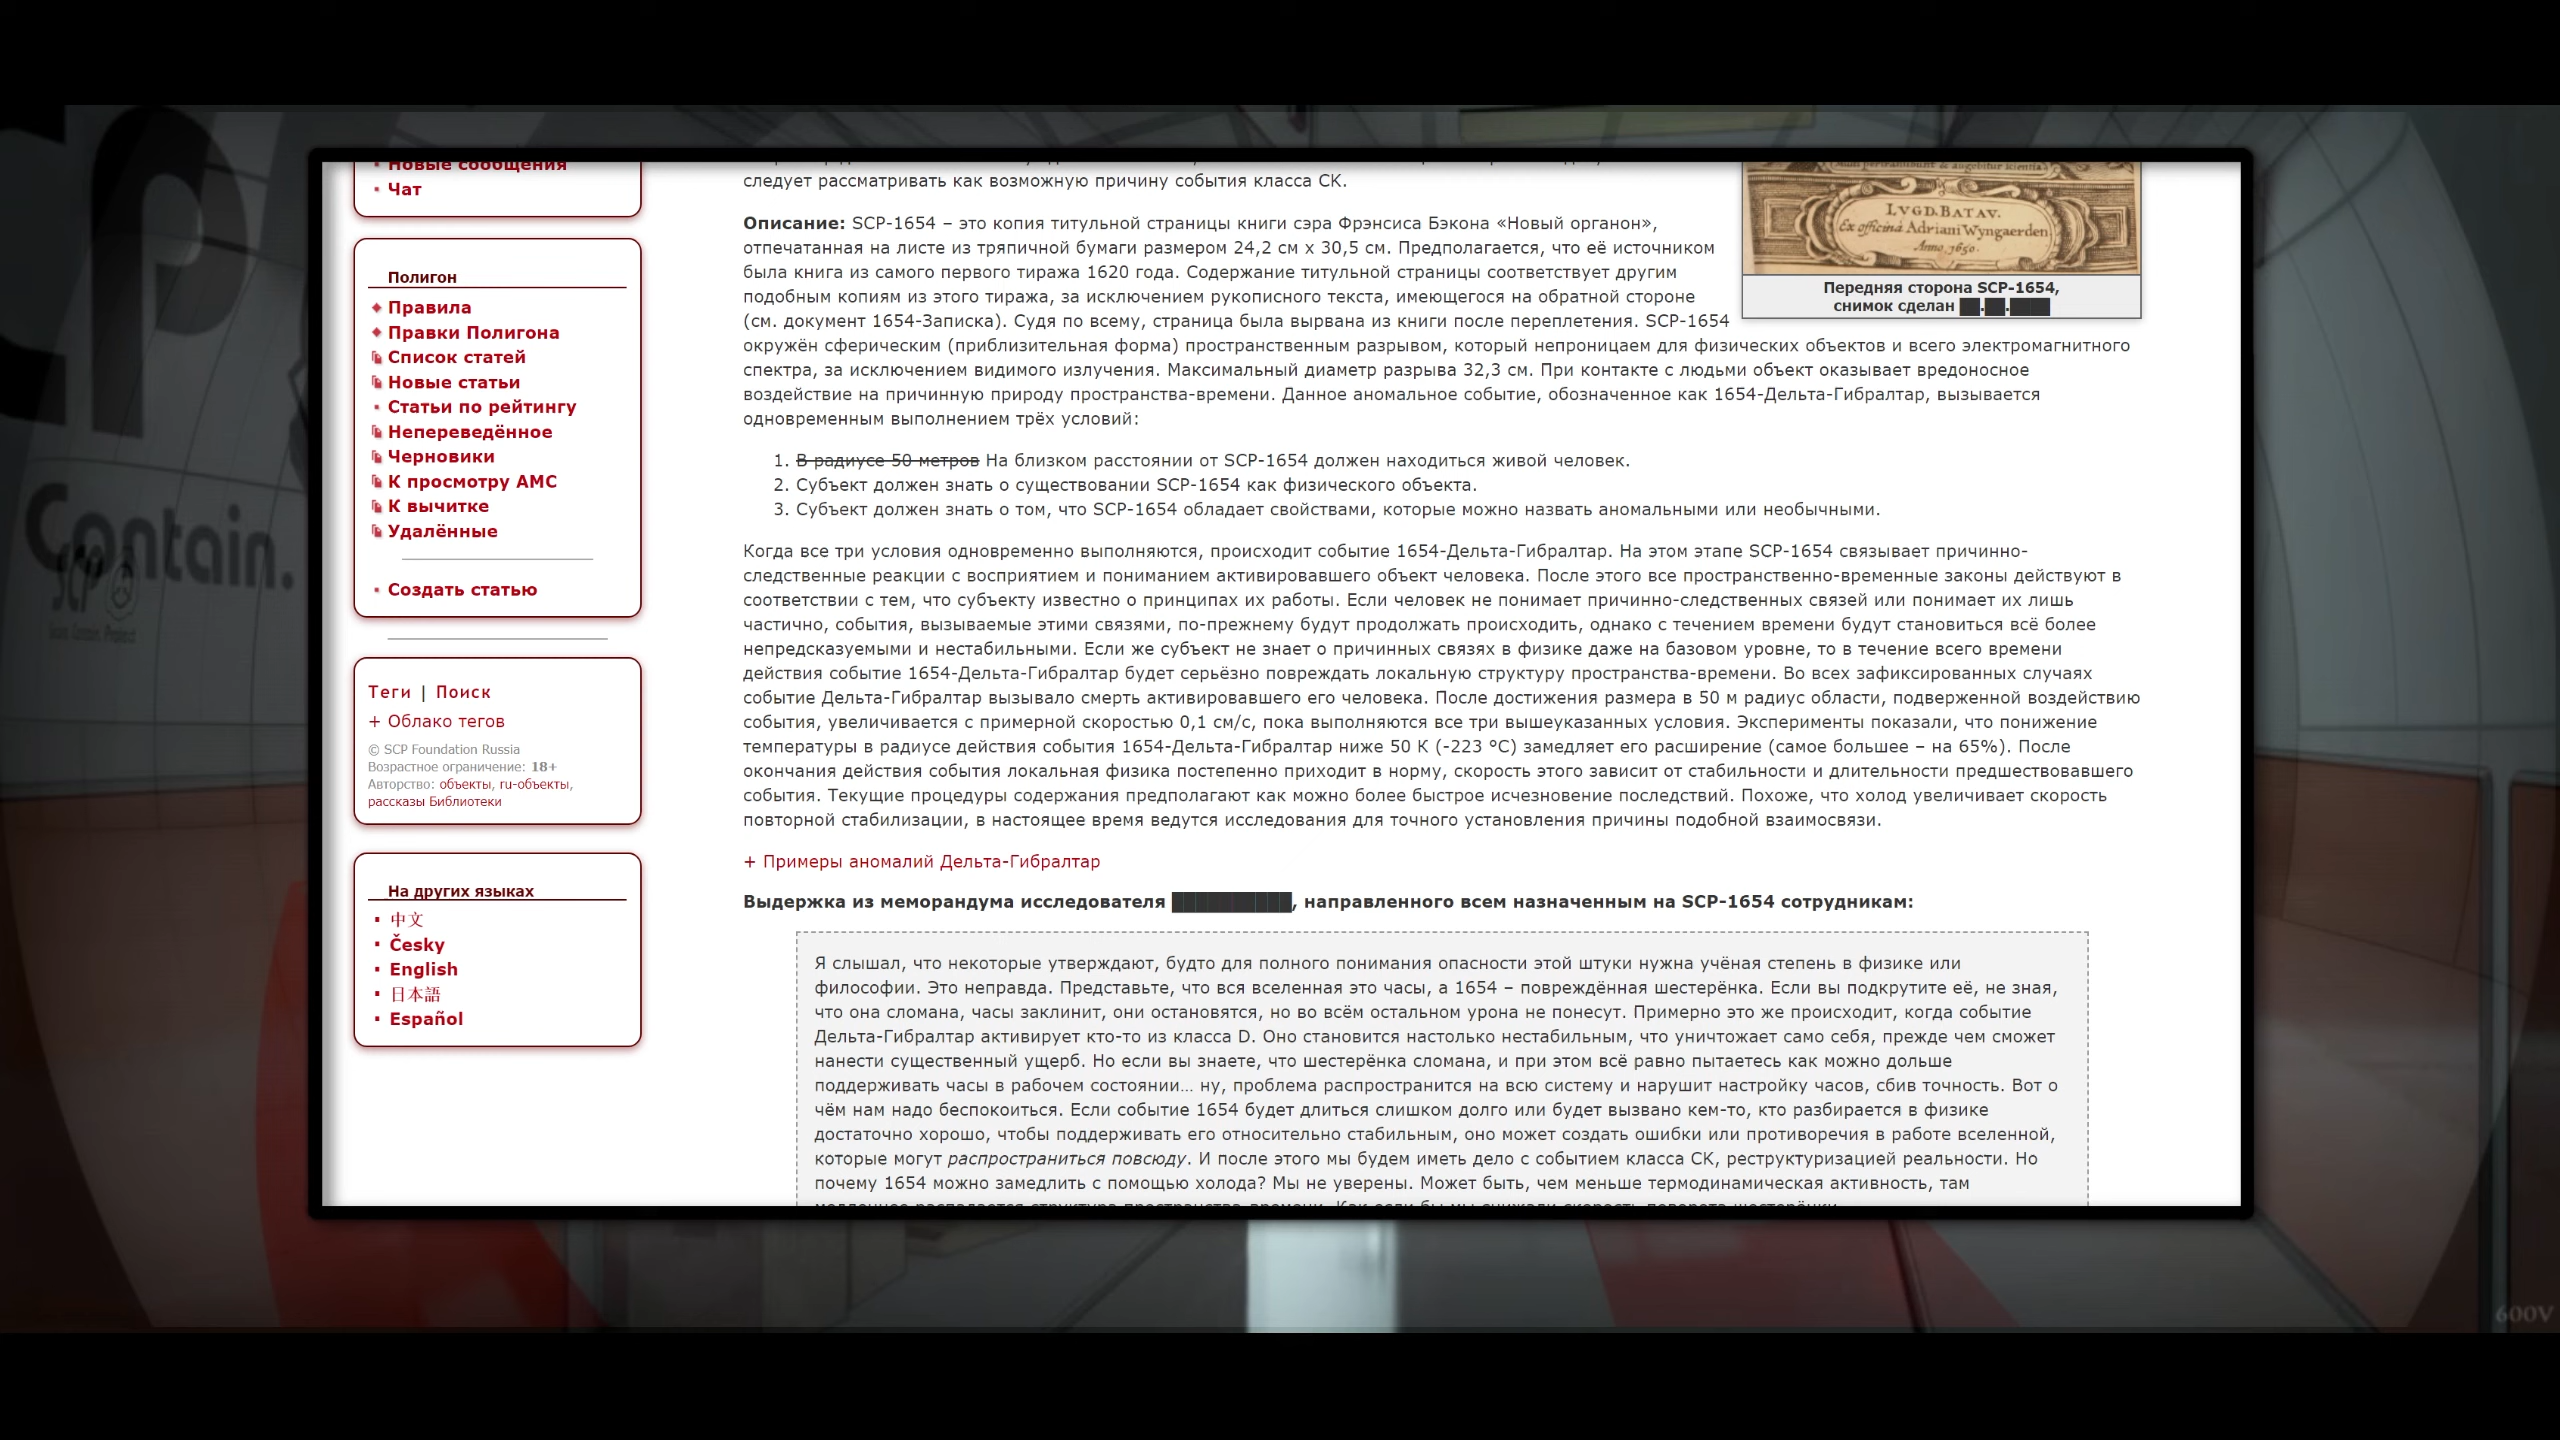 Contain.
600V
Новые сообщения
Чат
Полигон
Правила
Правки Полигона
Список статей
Новые статьи
Статьи по рейтингу
Непереведённое
Черновики
К просмотру АМС
К вычитке
Удалённые
Создать статью
Теги | Поиск
+ Облако тегов
© SCP Foundation Russia
Возрастное ограничение: 18+
Авторство: объекты, ru-объекты,
рассказы Библиотеки
На других языках
中文
Česky
English
日本語
Español
следует рассматривать как возможную причину события класса СК.
LVGD.BATAV.
Ex officinâ Adriani Wyngaerden
Anno 1650.
Передняя сторона SCP-1654,
снимок сделан ██.██.████
Описание: SCP-1654 – это копия титульной страницы книги сэра Фрэнсиса Бэкона «Новый органон»,
отпечатанная на листе из тряпичной бумаги размером 24,2 см х 30,5 см. Предполагается, что её источником
была книга из самого первого тиража 1620 года. Содержание титульной страницы соответствует другим
подобным копиям из этого тиража, за исключением рукописного текста, имеющегося на обратной стороне
(см. документ 1654-Записка). Судя по всему, страница была вырвана из книги после переплетения. SCP-1654
окружён сферическим (приблизительная форма) пространственным разрывом, который непроницаем для физических объектов и всего электромагнитного
спектра, за исключением видимого излучения. Максимальный диаметр разрыва 32,3 см. При контакте с людьми объект оказывает вредоносное
воздействие на причинную природу пространства-времени. Данное аномальное событие, обозначенное как 1654-Дельта-Гибралтар, вызывается
одновременным выполнением трёх условий:
1. В радиусе 50 метров На близком расстоянии от SCP-1654 должен находиться живой человек.
2. Субъект должен знать о существовании SCP-1654 как физического объекта.
3. Субъект должен знать о том, что SCP-1654 обладает свойствами, которые можно назвать аномальными или необычными.
Когда все три условия одновременно выполняются, происходит событие 1654-Дельта-Гибралтар. На этом этапе SCP-1654 связывает причинно-
следственные реакции с восприятием и пониманием активировавшего объект человека. После этого все пространственно-временные законы действуют в
соответствии с тем, что субъекту известно о принципах их работы. Если человек не понимает причинно-следственных связей или понимает их лишь
частично, события, вызываемые этими связями, по-прежнему будут продолжать происходить, однако с течением времени будут становиться всё более
непредсказуемыми и нестабильными. Если же субъект не знает о причинных связях в физике даже на базовом уровне, то в течение всего времени
действия событие 1654-Дельта-Гибралтар будет серьёзно повреждать локальную структуру пространства-времени. Во всех зафиксированных случаях
событие Дельта-Гибралтар вызывало смерть активировавшего его человека. После достижения размера в 50 м радиус области, подверженной воздействию
события, увеличивается с примерной скоростью 0,1 см/с, пока выполняются все три вышеуказанных условия. Эксперименты показали, что понижение
температуры в радиусе действия события 1654-Дельта-Гибралтар ниже 50 К (-223 °C) замедляет его расширение (самое большее – на 65%). После
окончания действия события локальная физика постепенно приходит в норму, скорость этого зависит от стабильности и длительности предшествовавшего
события. Текущие процедуры содержания предполагают как можно более быстрое исчезновение последствий. Похоже, что холод увеличивает скорость
повторной стабилизации, в настоящее время ведутся исследования для точного установления причины подобной взаимосвязи.
+ Примеры аномалий Дельта-Гибралтар
Выдержка из меморандума исследователя ██████████, направленного всем назначенным на SCP-1654 сотрудникам:
Я слышал, что некоторые утверждают, будто для полного понимания опасности этой штуки нужна учёная степень в физике или
философии. Это неправда. Представьте, что вся вселенная это часы, а 1654 – повреждённая шестерёнка. Если вы подкрутите её, не зная,
что она сломана, часы заклинит, они остановятся, но во всём остальном урона не понесут. Примерно это же происходит, когда событие
Дельта-Гибралтар активирует кто-то из класса D. Оно становится настолько нестабильным, что уничтожает само себя, прежде чем сможет
нанести существенный ущерб. Но если вы знаете, что шестерёнка сломана, и при этом всё равно пытаетесь как можно дольше
поддерживать часы в рабочем состоянии... ну, проблема распространится на всю систему и нарушит настройку часов, сбив точность. Вот о
чём нам надо беспокоиться. Если событие 1654 будет длиться слишком долго или будет вызвано кем-то, кто разбирается в физике
достаточно хорошо, чтобы поддерживать его относительно стабильным, оно может создать ошибки или противоречия в работе вселенной,
которые могут распространиться повсюду. И после этого мы будем иметь дело с событием класса СК, реструктуризацией реальности. Но
почему 1654 можно замедлить с помощью холода? Мы не уверены. Может быть, чем меньше термодинамическая активность, там